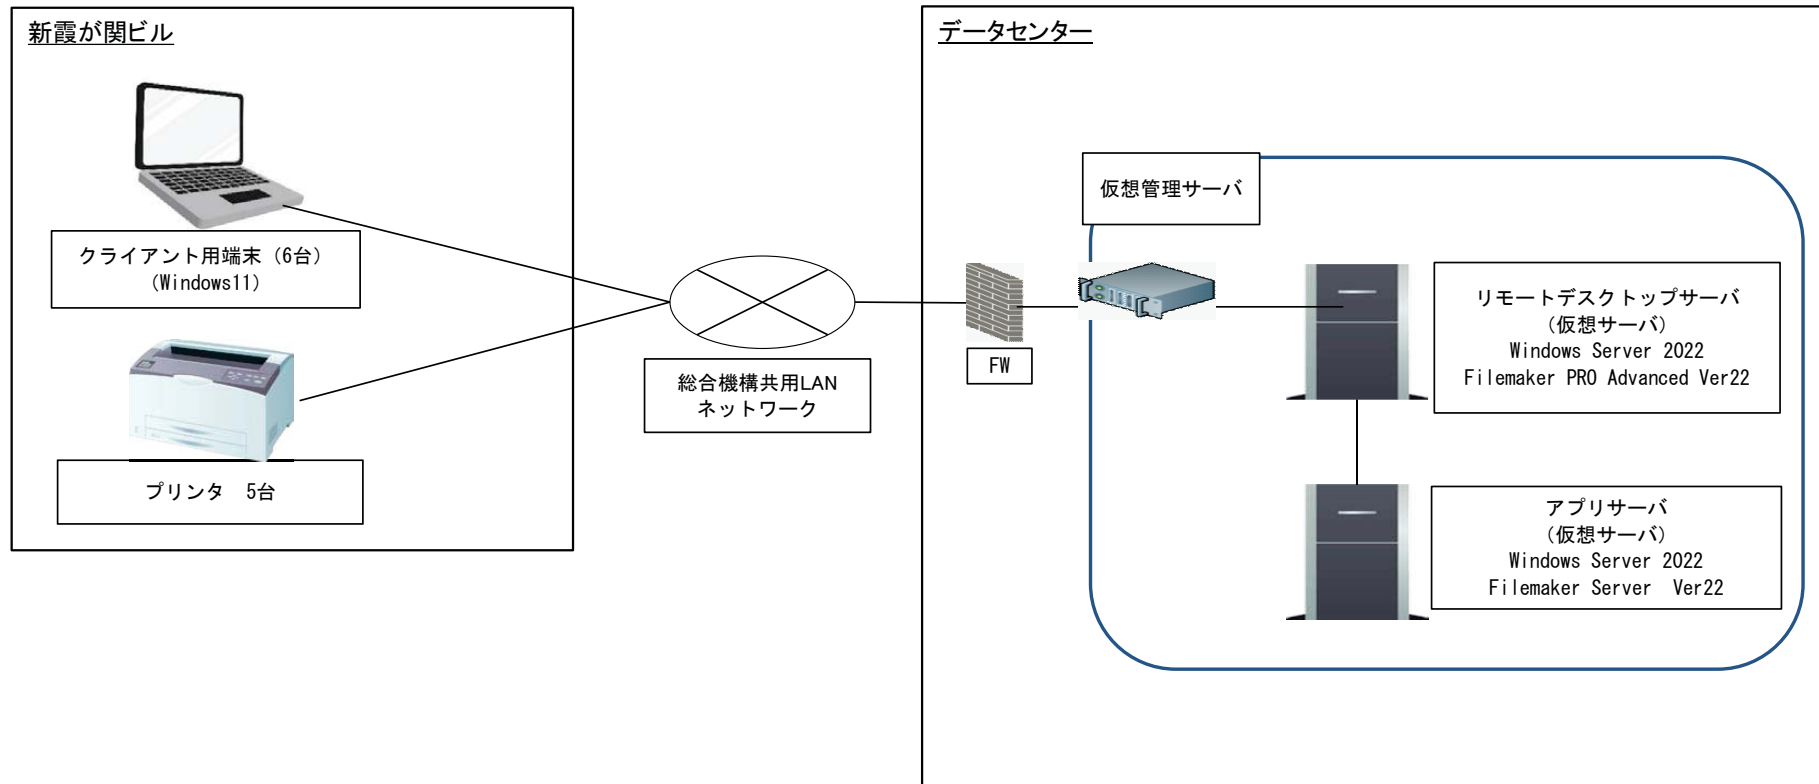 新霞が関ビル
クライアント用端末（6台）
（Windows11）
プリンタ　5台
総合機構共用LAN
ネットワーク
データセンター
仮想管理サーバ
FW
リモートデスクトップサーバ
（仮想サーバ）
Windows Server 2022
Filemaker PRO Advanced Ver22
アプリサーバ
（仮想サーバ）
Windows Server 2022
Filemaker Server  Ver22